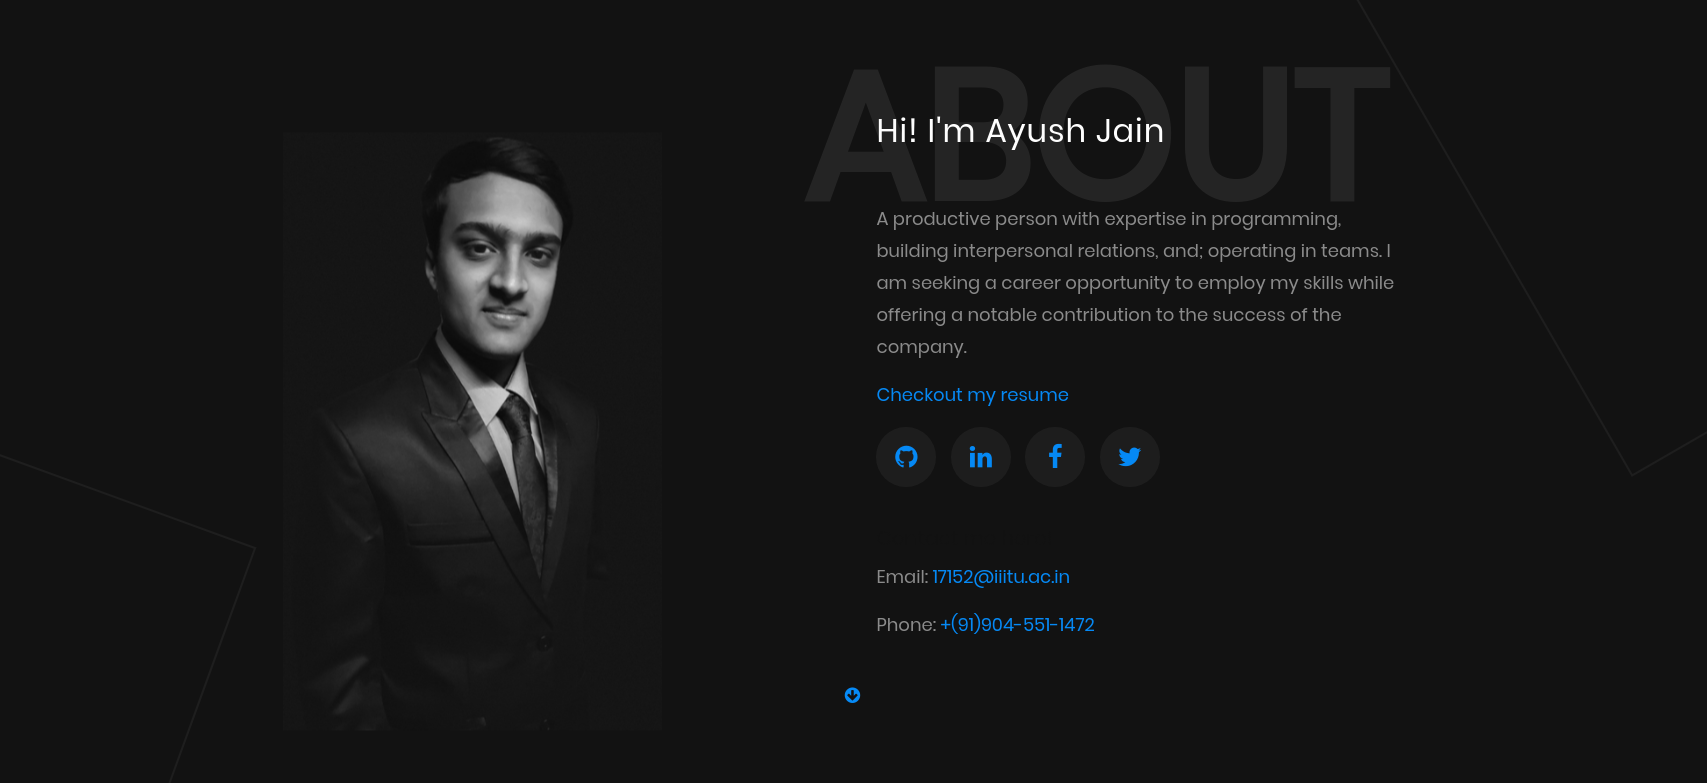 ABOUT
Hi! I'm Ayush Jain
A productive person with expertise in programming,
building interpersonal relations, and; operating in teams. I
am seeking a career opportunity to employ my skills while
offering a notable contribution to the success of the
company.
Checkout my resume
Email: 17152@iiitu.ac.in
Phone: +(91)904-551-1472